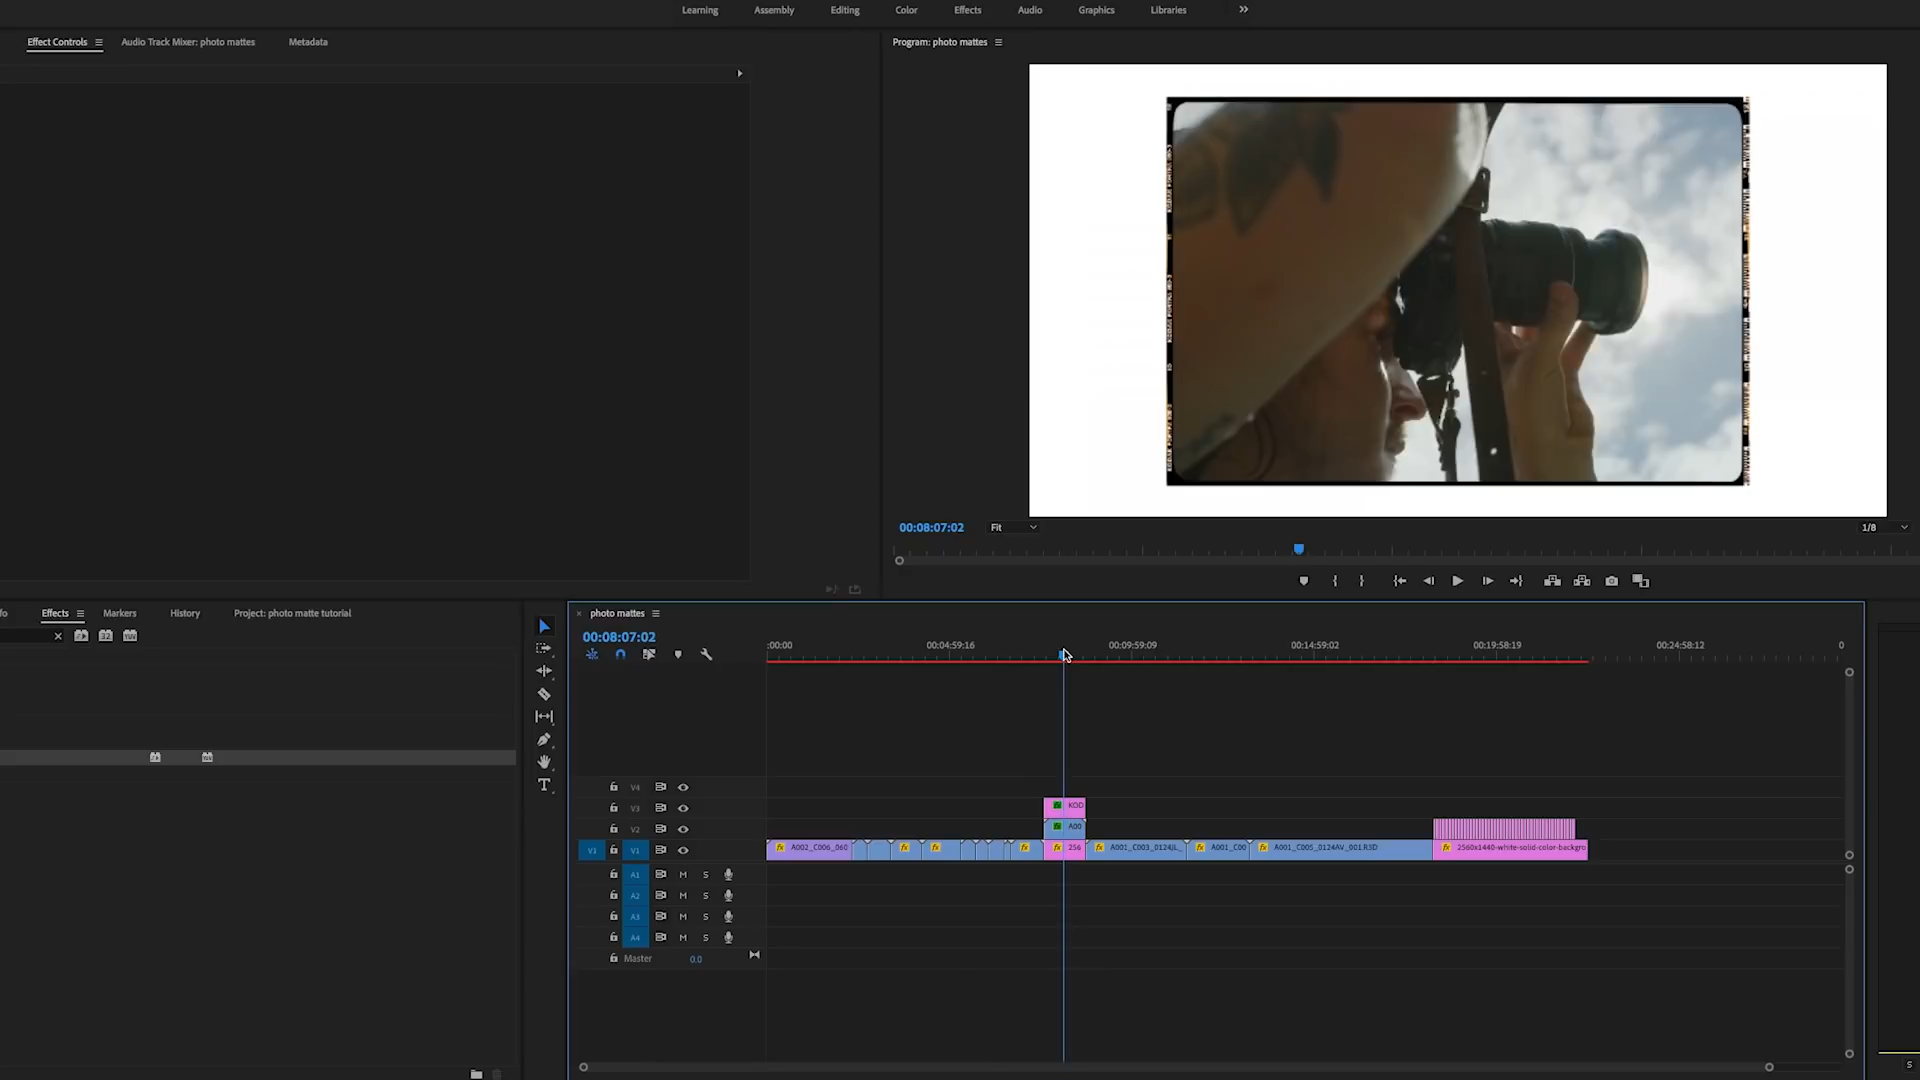 Learning Assembly Editing Color Effects Audio Graphics Libraries
Effect Controls Audio Track Mixer: photo mattes Metadata
Program: photo mattes
00:08:07:02 Fit 1/8
Effects Markers History Project: photo matte tutorial
photo mattes
00:08:07:02
:00:00 00:04:59:16 00:09:59:09 00:14:59:02 00:19:58:19 00:24:58:12 0
V4
V3 KOD
V2 A00
V1 V1 A002_C006_060 256 A001_C003_0124JL_ A001_C00 A001_C005_0124AV_001.R3D 2560x1440-white-solid-color-backgro
A1 M S
A2 M S
A3 M S
A4 M S
Master 0.0
S